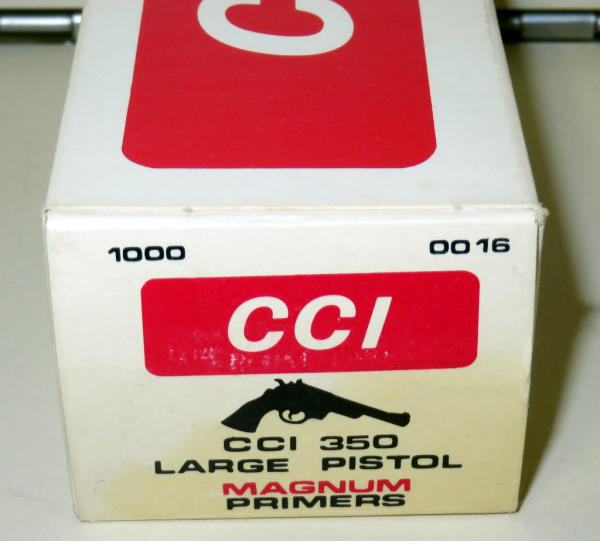 C
1000 0016
CCI
CCI 350
LARGE PISTOL
MAGNUM
PRIMERS